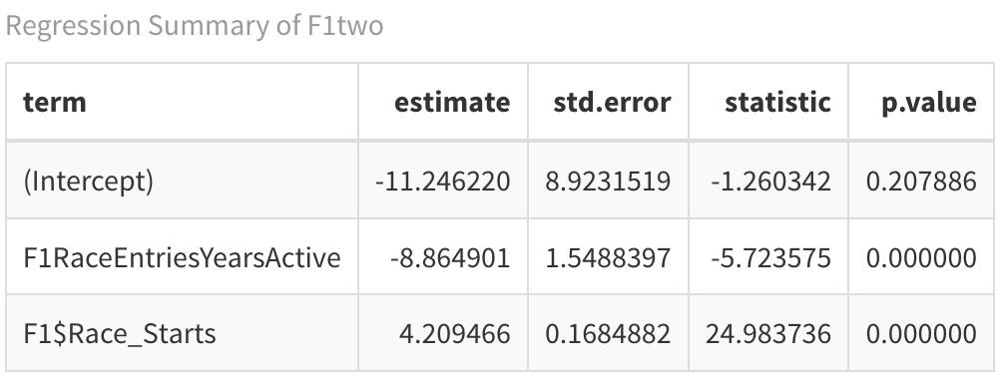 Regression Summary of F1two
term estimate std.error statistic p.value
(Intercept) -11.246220 8.9231519 -1.260342 0.207886
F1RaceEntriesYearsActive -8.864901 1.5488397 -5.723575 0.000000
F1$Race_Starts 4.209466 0.1684882 24.983736 0.000000